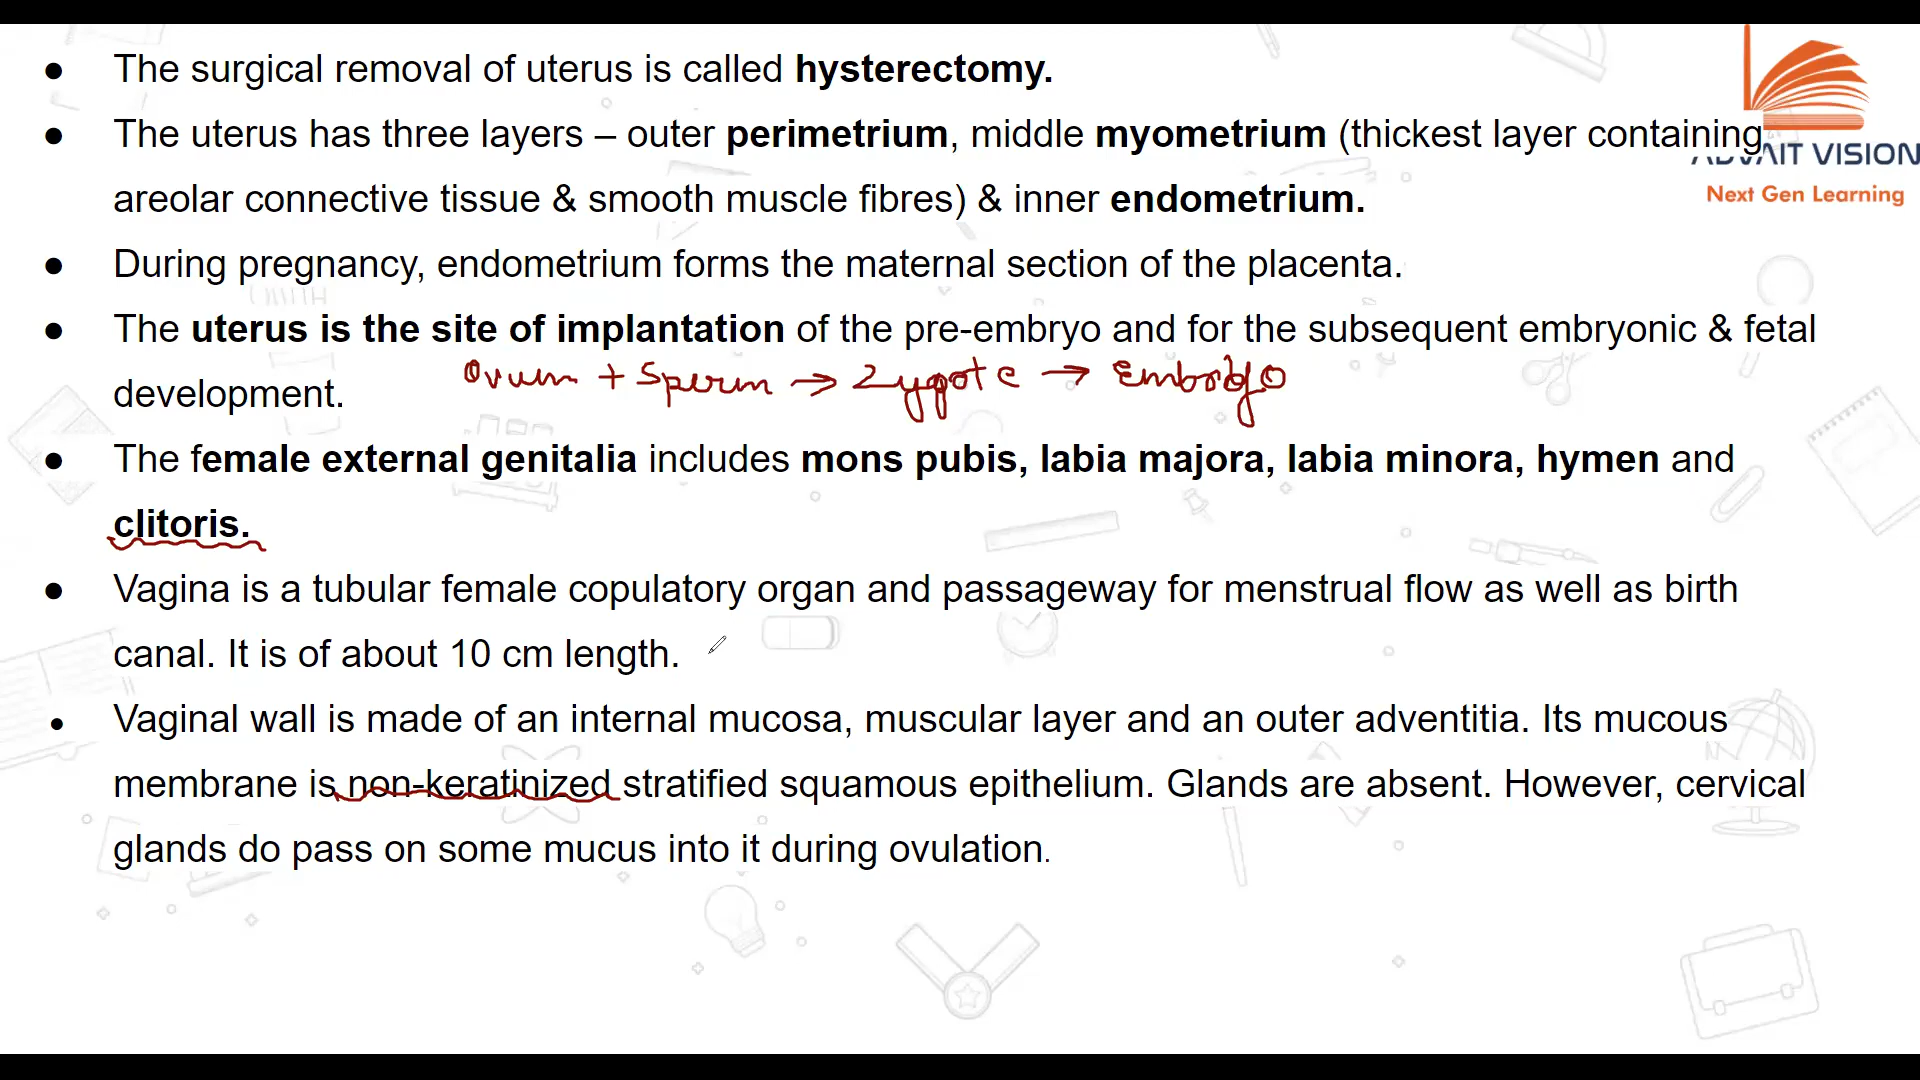 ● The surgical removal of uterus is called hysterectomy.
● The uterus has three layers – outer perimetrium, middle myometrium (thickest layer containing
ADVAIT VISION
areolar connective tissue & smooth muscle fibres) & inner endometrium.
Next Gen Learning
● During pregnancy, endometrium forms the maternal section of the placenta.
● The uterus is the site of implantation of the pre-embryo and for the subsequent embryonic & fetal
Ovum + Sperm → Zygote → Embryo
development.
● The female external genitalia includes mons pubis, labia majora, labia minora, hymen and
clitoris.
● Vagina is a tubular female copulatory organ and passageway for menstrual flow as well as birth
canal. It is of about 10 cm length.
● Vaginal wall is made of an internal mucosa, muscular layer and an outer adventitia. Its mucous
membrane is non-keratinized stratified squamous epithelium. Glands are absent. However, cervical
glands do pass on some mucus into it during ovulation.